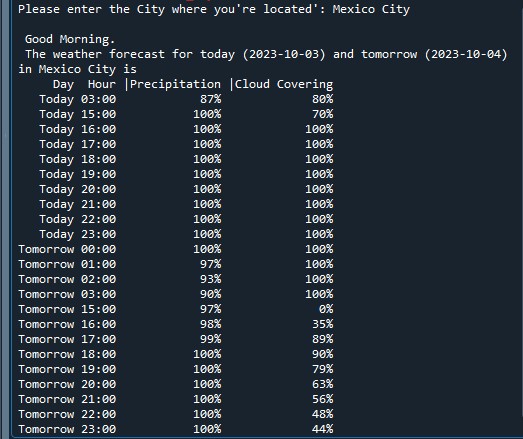 Please enter the City where you're located': Mexico City
Good Morning.
The weather forecast for today (2023-10-03) and tomorrow (2023-10-04)
in Mexico City is
Day Hour |Precipitation |Cloud Covering
Today 03:00 87% 80%
Today 15:00 100% 70%
Today 16:00 100% 100%
Today 17:00 100% 100%
Today 18:00 100% 100%
Today 19:00 100% 100%
Today 20:00 100% 100%
Today 21:00 100% 100%
Today 22:00 100% 100%
Today 23:00 100% 100%
Tomorrow 00:00 100% 100%
Tomorrow 01:00 97% 100%
Tomorrow 02:00 93% 100%
Tomorrow 03:00 90% 100%
Tomorrow 15:00 97% 0%
Tomorrow 16:00 98% 35%
Tomorrow 17:00 99% 89%
Tomorrow 18:00 100% 90%
Tomorrow 19:00 100% 79%
Tomorrow 20:00 100% 63%
Tomorrow 21:00 100% 56%
Tomorrow 22:00 100% 48%
Tomorrow 23:00 100% 44%